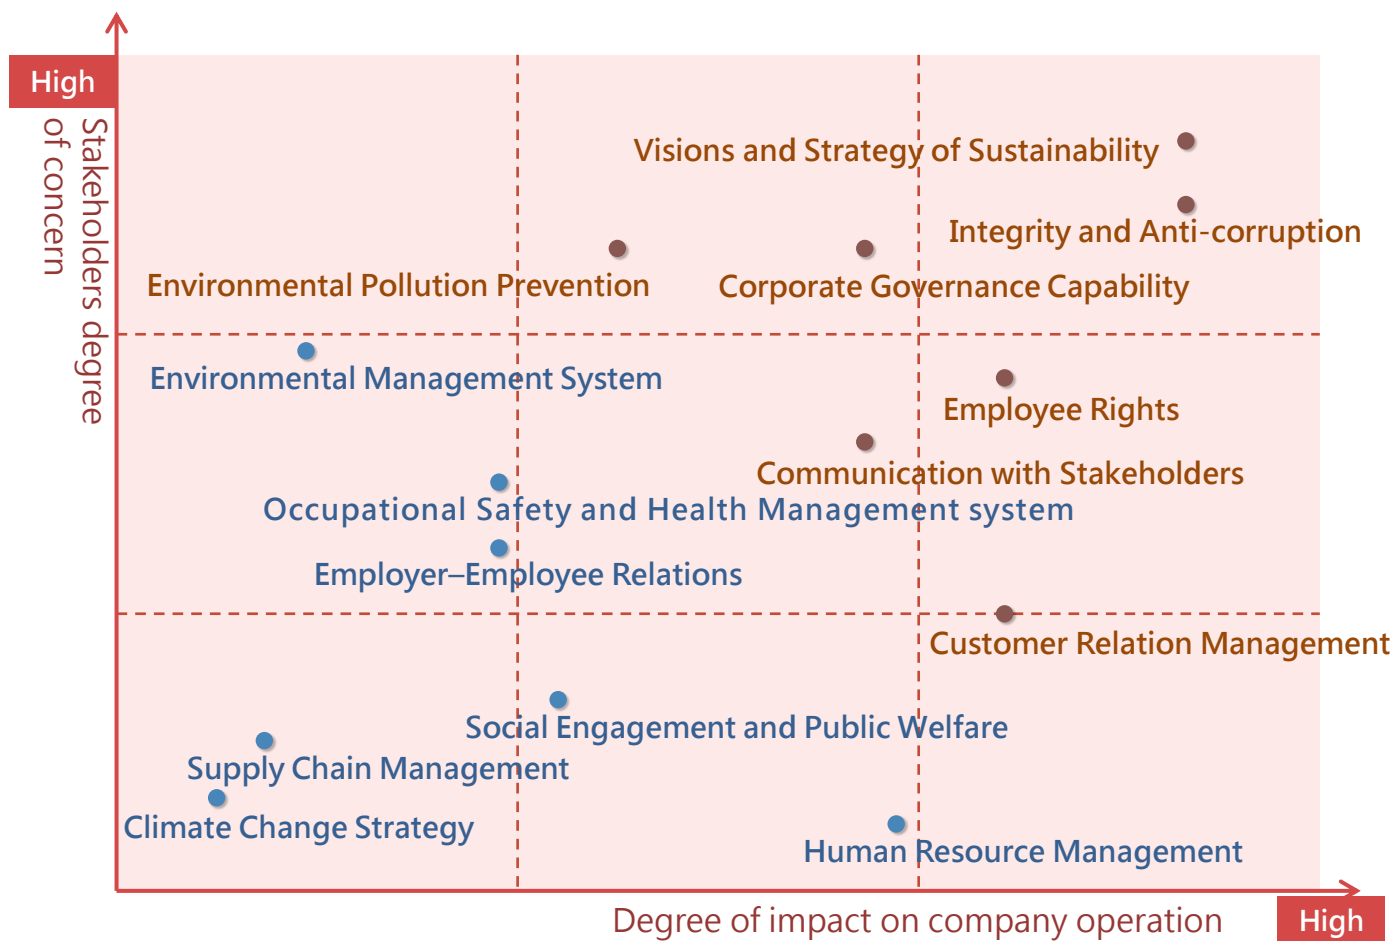 High
Stakeholders degree
of concern
Visions and Strategy of Sustainability
Integrity and Anti-corruption
Environmental Pollution Prevention
Corporate Governance Capability
Environmental Management System
Employee Rights
Communication with Stakeholders
Occupational Safety and Health Management system
Employer–Employee Relations
Customer Relation Management
Social Engagement and Public Welfare
Supply Chain Management
Climate Change Strategy
Human Resource Management
Degree of impact on company operation
High